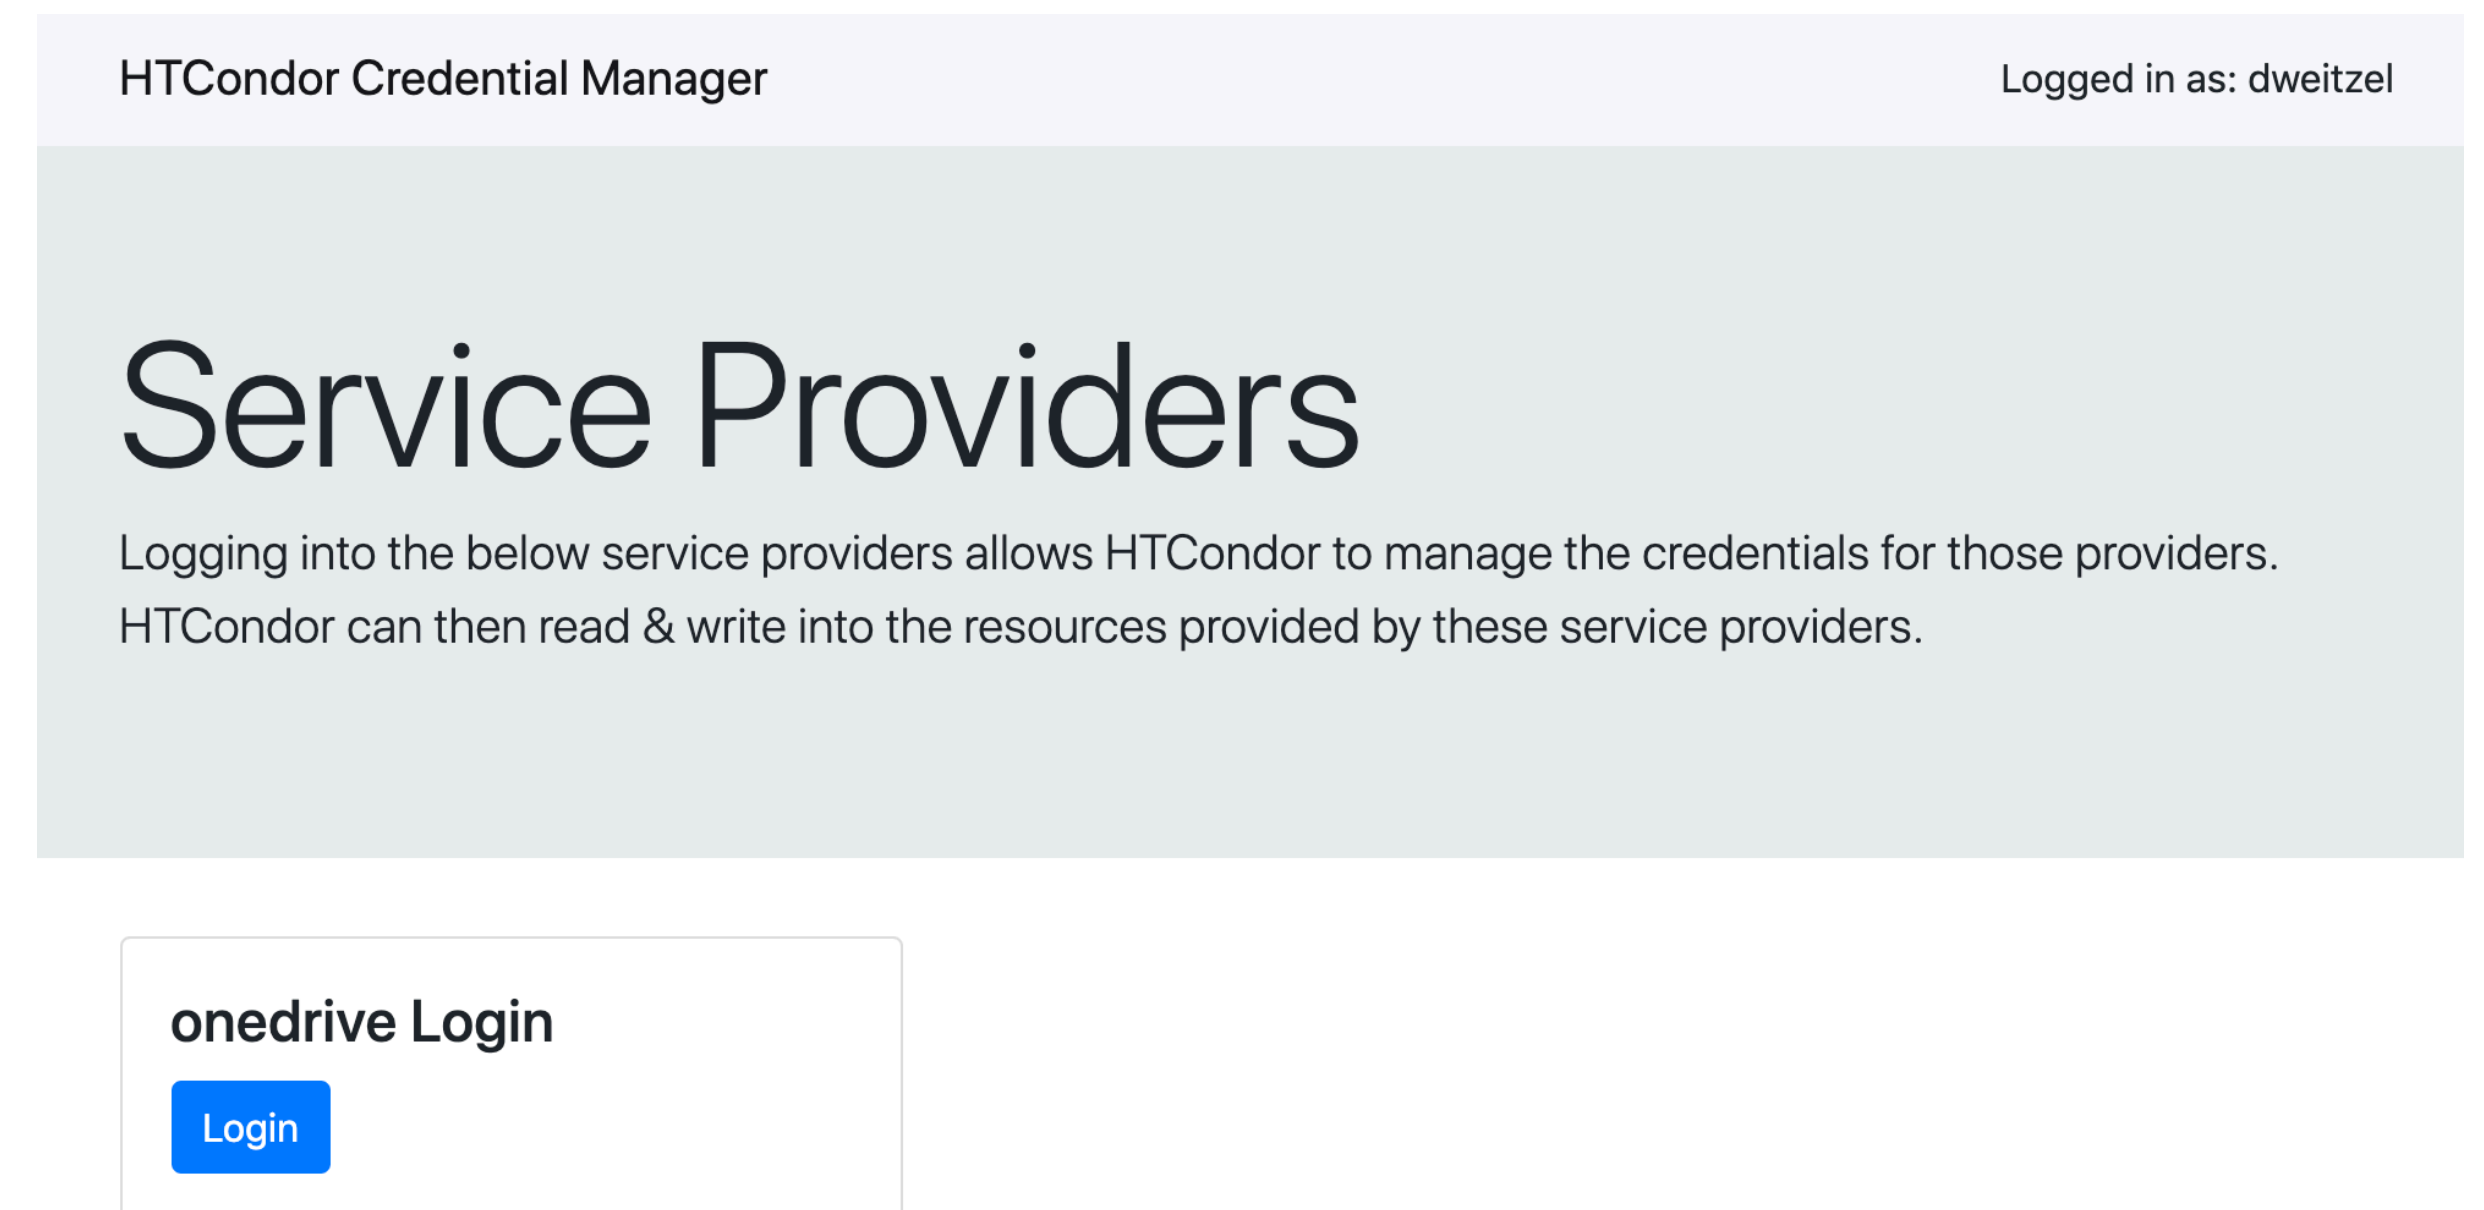 HTCondor Credential Manager
Logged in as: dweitzel
Service Providers
Logging into the below service providers allows HTCondor to manage the credentials for those providers.
HTCondor can then read & write into the resources provided by these service providers.
onedrive Login
Login